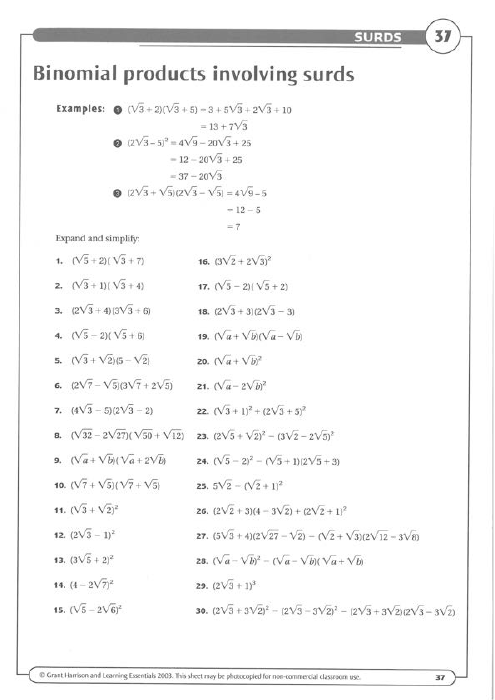 SURDS 37
Binomial products involving surds
Examples: ❶ (√3 + 2)(√3 + 5) = 3 + 5√3 + 2√3 + 10
= 13 + 7√3
❷ (2√3 – 5)² = 4√9 – 20√3 + 25
= 12 – 20√3 + 25
= 37 – 20√3
❸ (2√3 + √5)(2√3 – √5) = 4√9 – 5
= 12 – 5
= 7
Expand and simplify:
1. (√5 + 2)(√3 + 7)
2. (√3 + 1)(√3 + 4)
3. (2√3 + 4)(3√3 + 6)
4. (√5 – 2)(√5 + 6)
5. (√3 + √2)(5 – √2)
6. (2√7 – √5)(3√7 + 2√5)
7. (4√3 – 5)(2√3 – 2)
8. (√32 – 2√27)(√50 + √12)
9. (√a + √b)(√a + 2√b)
10. (√7 + √5)(√7 + √5)
11. (√3 + √2)²
12. (2√3 – 1)²
13. (3√5 + 2)²
14. (4 – 2√7)²
15. (√5 – 2√6)²
16. (3√2 + 2√3)²
17. (√5 – 2)(√5 + 2)
18. (2√3 + 3)(2√3 – 3)
19. (√a + √b)(√a – √b)
20. (√a + √b)²
21. (√a – 2√b)²
22. (√3 + 1)² + (2√3 + 5)²
23. (2√5 + √2)² – (3√2 – 2√5)²
24. (√5 – 2)² – (√5 + 1)(2√5 + 3)
25. 5√2 – (√2 + 1)²
26. (2√2 + 3)(4 – 3√2) + (2√2 + 1)²
27. (5√3 + 4)(2√27 – √2) – (√2 + √3)(2√12 – 3√8)
28. (√a – √b)² – (√a – √b)(√a + √b)
29. (2√3 + 1)³
30. (2√3 + 3√2)² – (2√3 – 3√2)² – (2√3 + 3√2)(2√3 – 3√2)
© Grant Harrison and Learning Essentials 2003. This sheet may be photocopied for non-commercial classroom use. 37